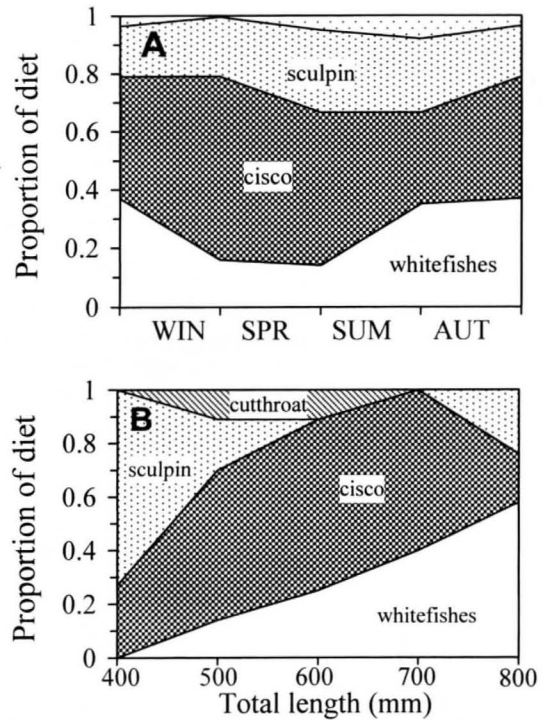 1
A
0.8
sculpin
0.6
cisco
0.4
0.2
whitefishes
0
Proportion of diet
WIN SPR SUM AUT
1
cutthroat
B
0.8
sculpin
cisco
0.6
0.4
0.2
whitefishes
0
Proportion of diet
400 500 600 700 800
Total length (mm)